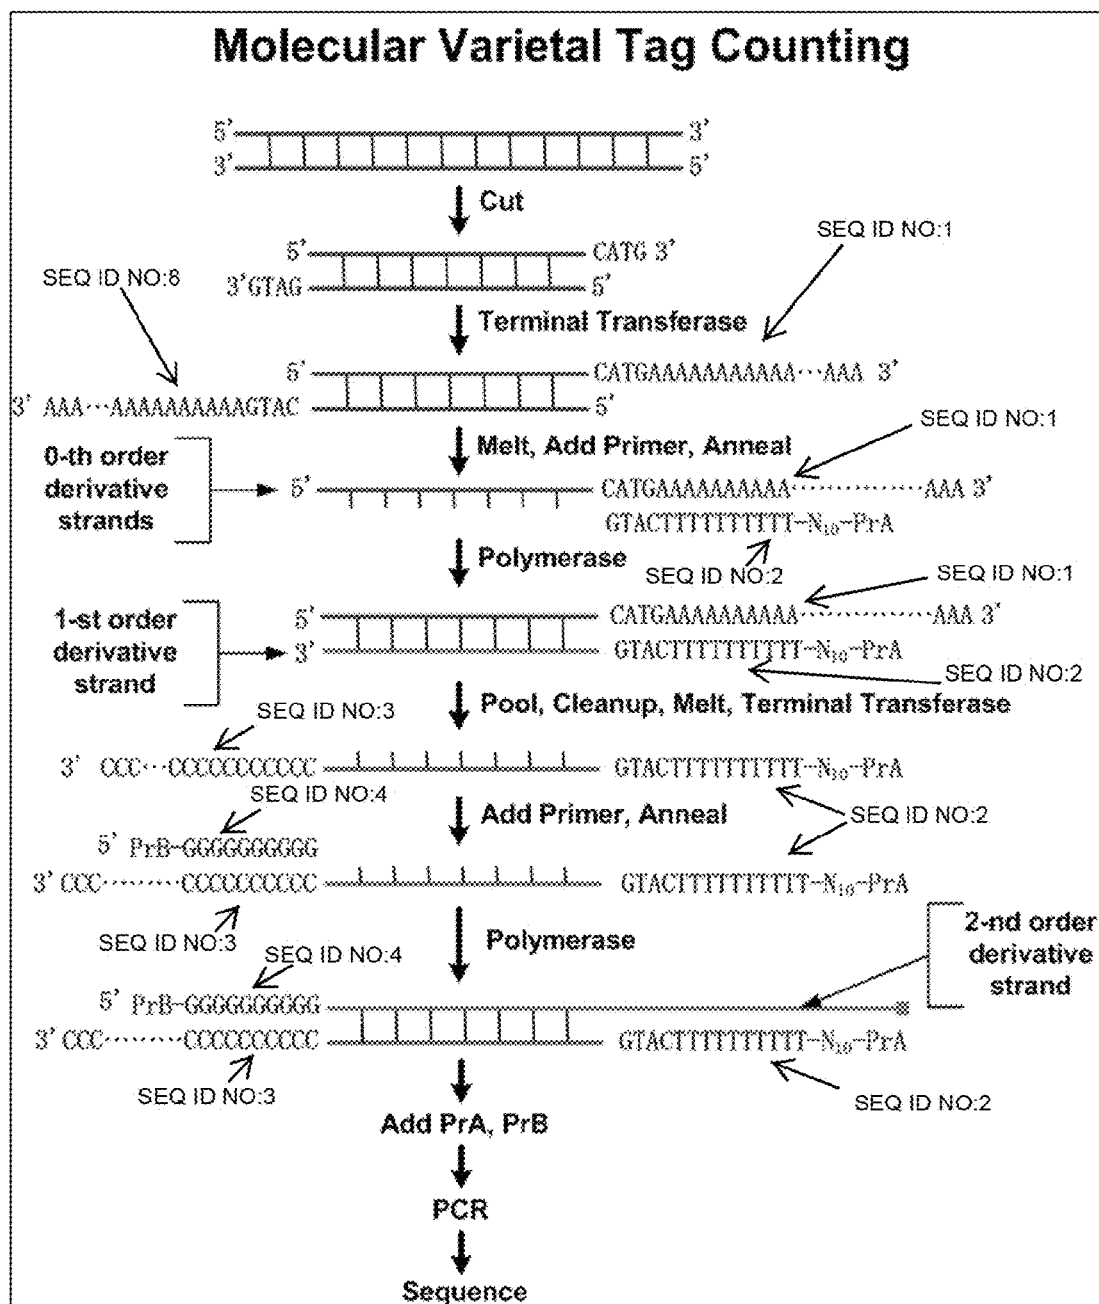 Molecular Varietal Tag Counting
5' 3'
3' 5'
Cut
SEQ ID NO:1
5' CATG 3'
SEQ ID NO:8
3'GTAG 5'
Terminal Transferase
5' CATGAAAAAAAAAAA···AAA 3'
3' AAA···AAAAAAAAAAGTAC 5'
SEQ ID NO:1
Melt, Add Primer, Anneal
0-th order
derivative
strands
5' CATGAAAAAAAAAA···············AAA 3'
GTACTTTTTTTTTT-N₁₀-PrA
Polymerase
SEQ ID NO:2
SEQ ID NO:1
1-st order
derivative
strand
5' CATGAAAAAAAAAA···············AAA 3'
3' GTACTTTTTTTTTT-N₁₀-PrA
SEQ ID NO:2
Pool, Cleanup, Melt, Terminal Transferase
SEQ ID NO:3
3' CCC···CCCCCCCCCCC GTACTTTTTTTTTT-N₁₀-PrA
SEQ ID NO:4
Add Primer, Anneal
SEQ ID NO:2
5' PrB-GGGGGGGGGG
3' CCC·········CCCCCCCCCC GTACTTTTTTTTTT-N₁₀-PrA
SEQ ID NO:3
SEQ ID NO:4
Polymerase
2-nd order
derivative
strand
5' PrB-GGGGGGGGGG
3' CCC·········CCCCCCCCCC GTACTTTTTTTTTT-N₁₀-PrA
SEQ ID NO:3
SEQ ID NO:2
Add PrA, PrB
PCR
Sequence